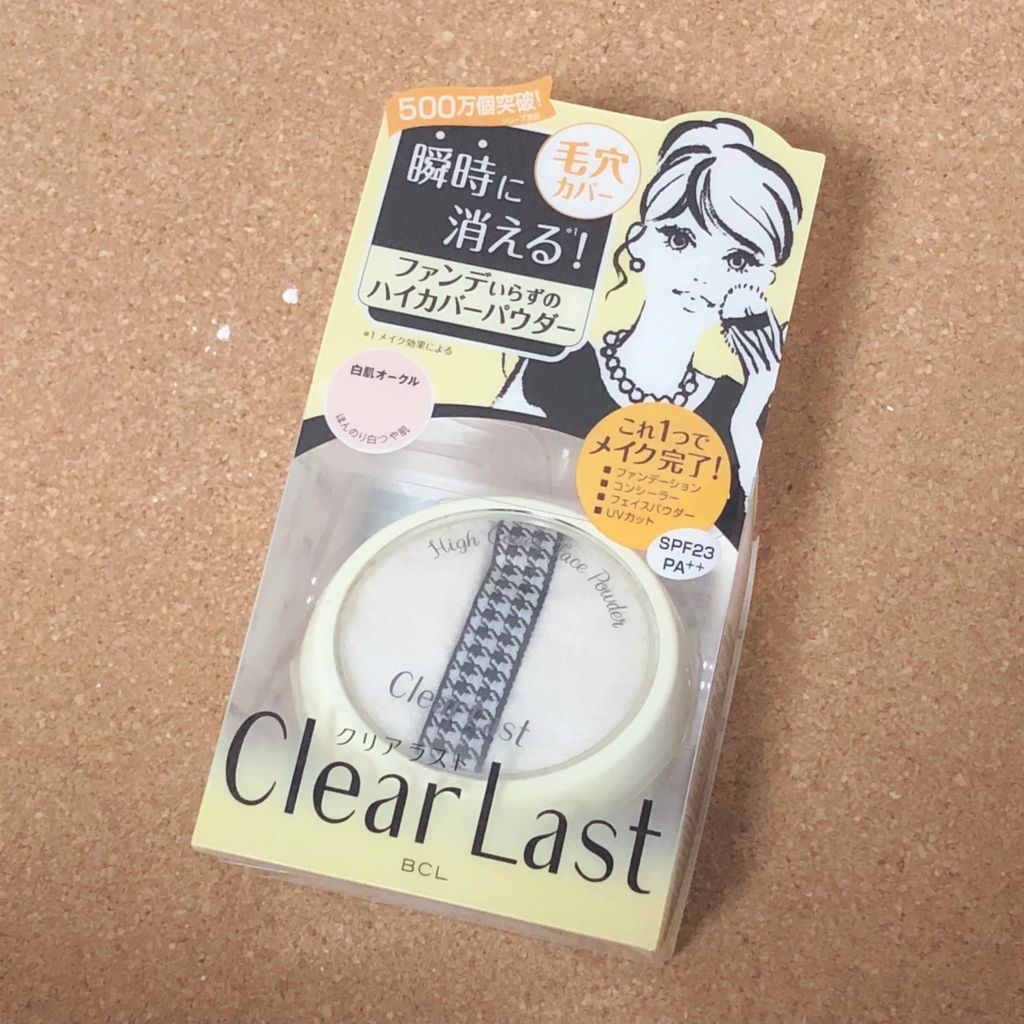 500万個突破!
シリーズ累計
毛穴
カバー
瞬時に
消える*1!
ファンデいらずの
ハイカバーパウダー
*1 メイク効果による
白肌オークル
ほんのり白つや肌
これ1つで
メイク完了!
■ファンデーション
■コンシーラー
■フェイスパウダー
■UVカット
SPF23
PA++
High Cover Face Powder
Clear Last
クリア ラスト
Clear Last
BCL